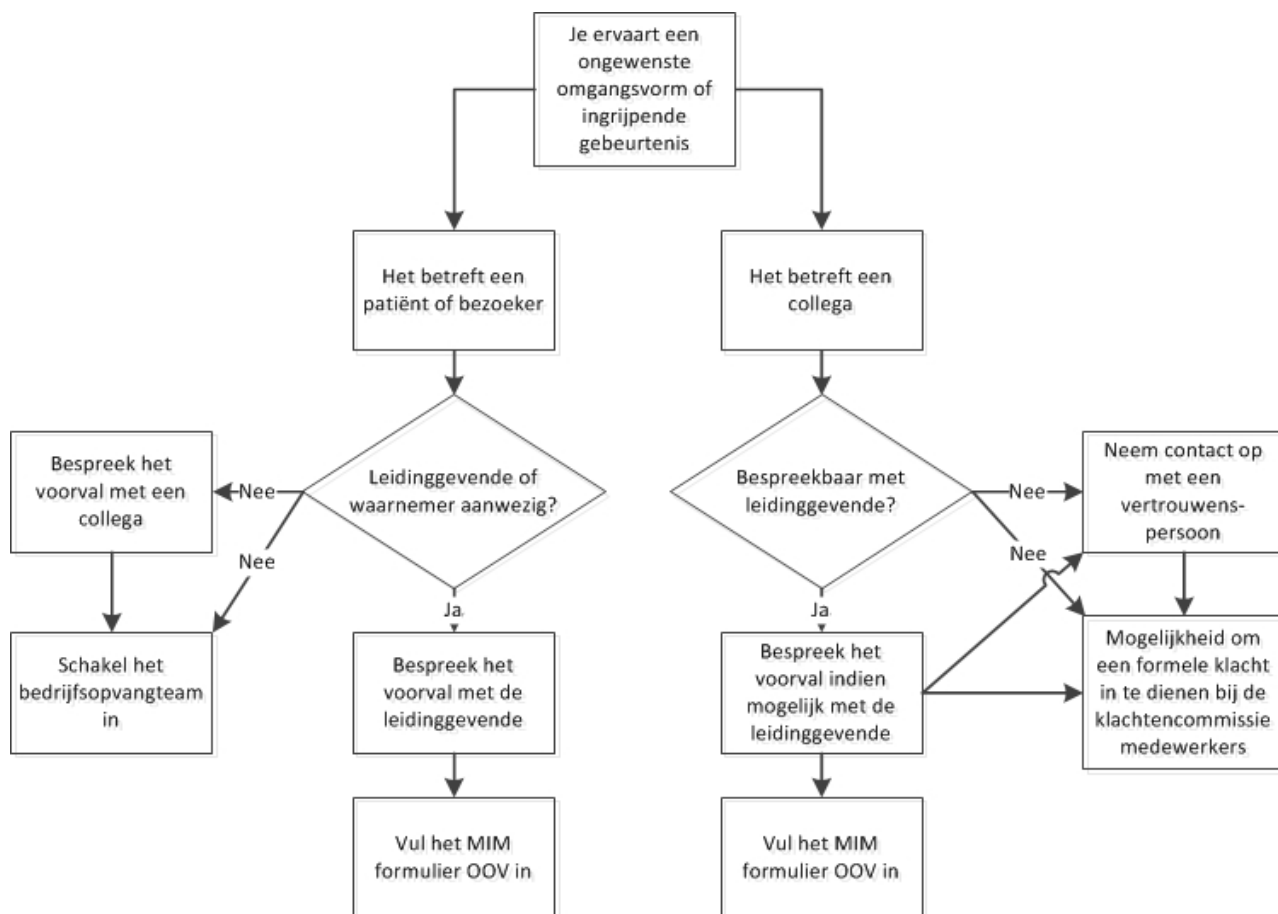 Je ervaart een
ongewenste
omgangsvorm of
ingrijpende
gebeurtenis
Het betreft een
patiënt of bezoeker
Het betreft een
collega
Bespreek het
voorval met een
collega
Nee
Leidinggevende of
waarnemer aanwezig?
Bespreekbaar met
leidinggevende?
Nee
Neem contact op
met een
vertrouwens-
persoon
Nee
Nee
Ja
Ja
Schakel het
bedrijfsopvangteam
in
Bespreek het
voorval met de
leidinggevende
Bespreek het
voorval indien
mogelijk met de
leidinggevende
Mogelijkheid om
een formele klacht
in te dienen bij de
klachtencommissie
medewerkers
Vul het MIM
formulier OOV in
Vul het MIM
formulier OOV in